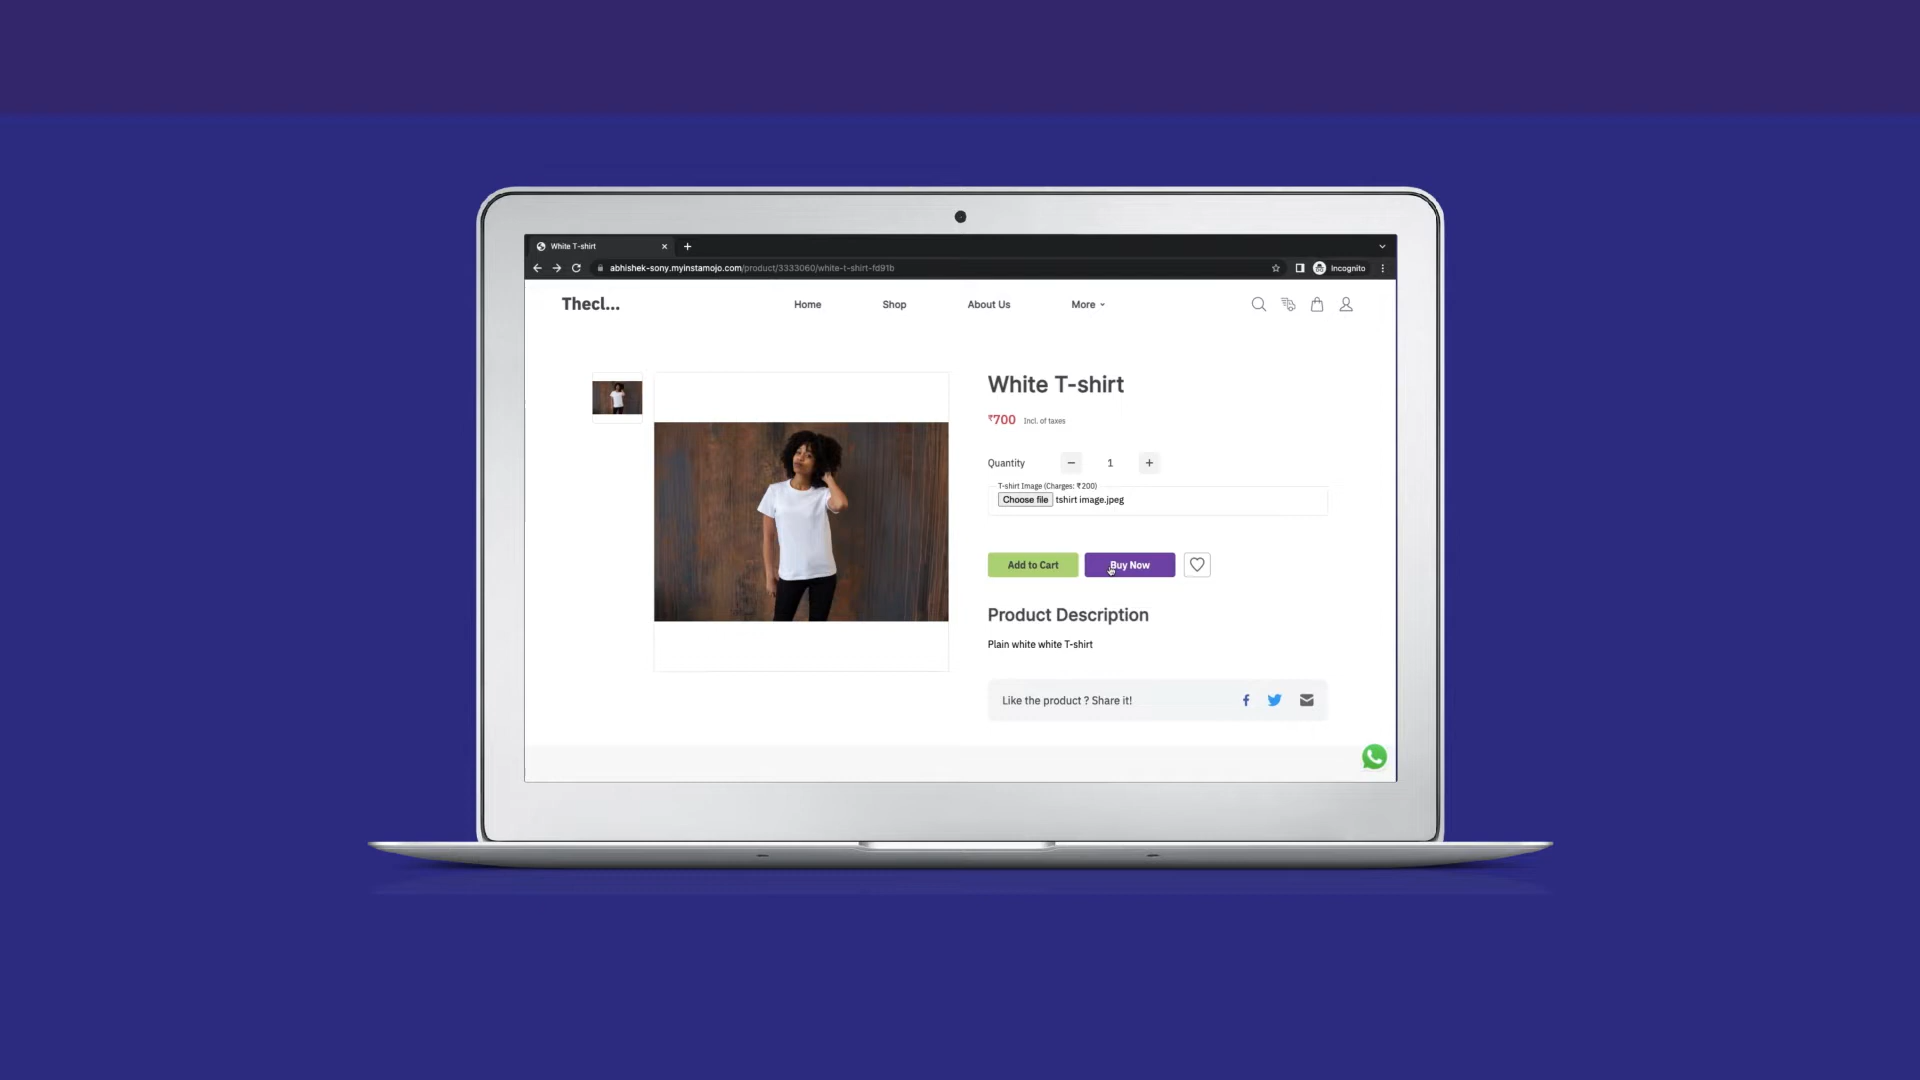 White T-shirt
abhishek-sony.myinstamojo.com/product/3333060/white-t-shirt-fd91b
Incognito
Thecl...
Home
Shop
About Us
More
White T-shirt
₹700 Incl. of taxes
Quantity
1
T-shirt Image (Charges: ₹200)
Choose file tshirt image.jpeg
Add to Cart
Buy Now
Product Description
Plain white white T-shirt
Like the product ? Share it!